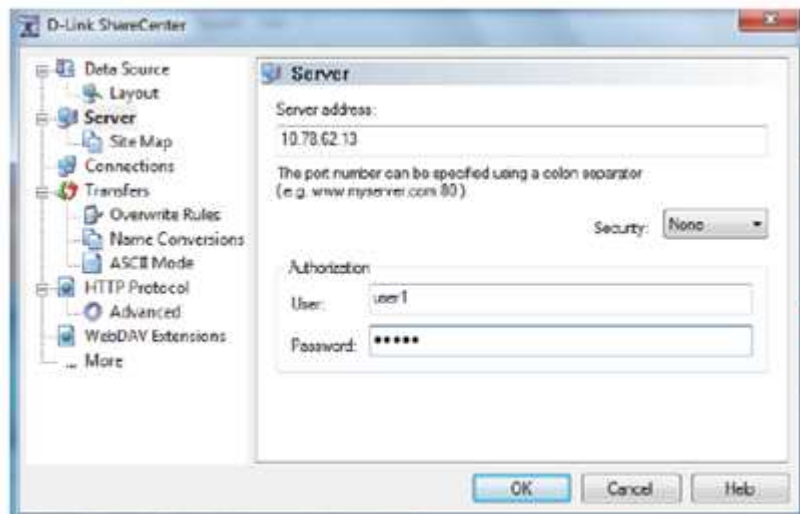 D-Link ShareCenter
Data Source
Layout
Server
Site Map
Connections
Transfers
Overwrite Rules
Name Conversions
ASCII Mode
HTTP Protocol
Advanced
WebDAV Extensions
... More
Server
Server address:
10.78.62.13
The port number can be specified using a colon separator
(e.g. www.myserver.com:80)
Security: None
Authorization
User: user1
Password: •••••
OK Cancel Help